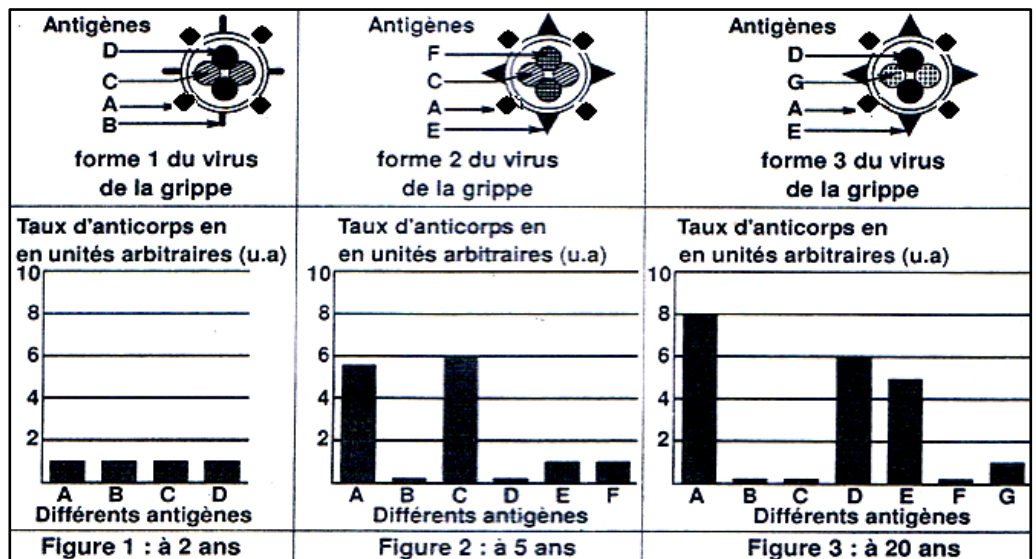 Antigènes
D
C
A
B
forme 1 du virus
de la grippe
Antigènes
F
C
A
E
forme 2 du virus
de la grippe
Antigènes
D
G
A
E
forme 3 du virus
de la grippe
Taux d'anticorps en
en unités arbitraires (u.a)
10
8
6
4
2
A B C D
Différents antigènes
Taux d'anticorps en
en unités arbitraires (u.a)
10
8
6
4
2
A B C D E F
Différents antigènes
Taux d'anticorps en
en unités arbitraires (u.a)
10
8
6
4
2
A B C D E F G
Différents antigènes
Figure 1 : à 2 ans
Figure 2 : à 5 ans
Figure 3 : à 20 ans